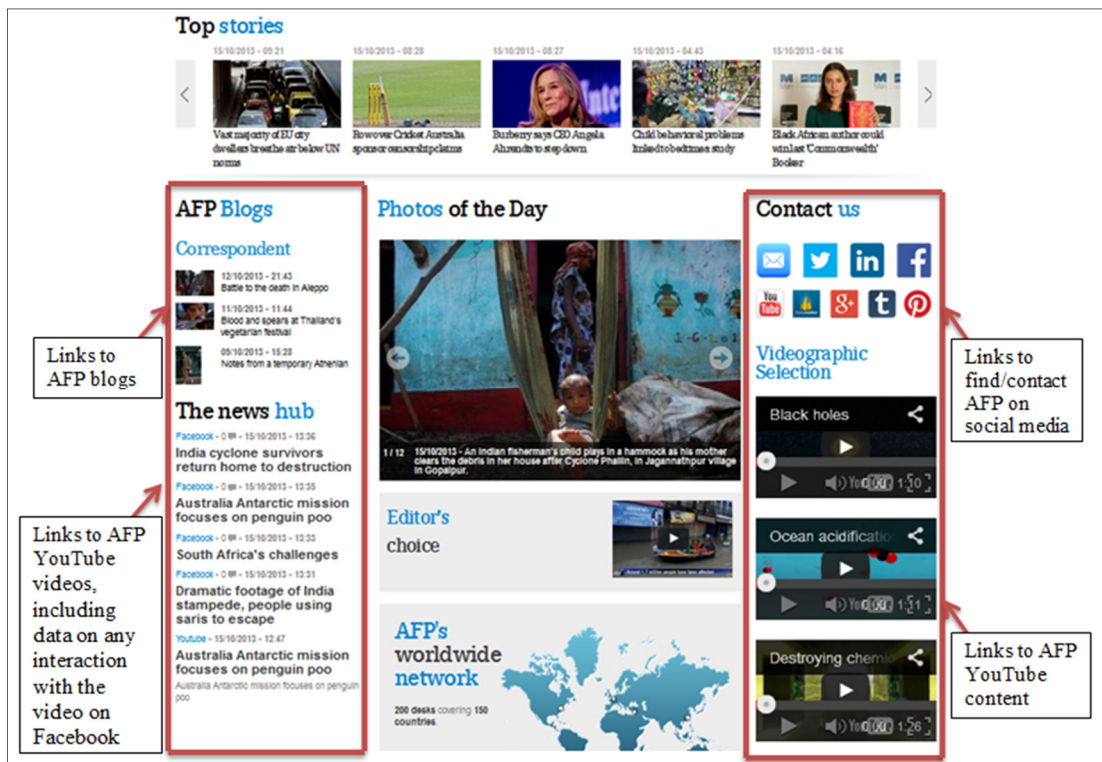 Top stories
15/10/2013 - 09:21
Vast majority of EU city
dwellers breathe air below UN
norms
15/10/2013 - 08:28
Row over Cricket Australia
sponsor censorship claims
15/10/2013 - 08:27
Burberry says CEO Angela
Ahrendts to step down
15/10/2013 - 04:43
Child behavioral problems
linked to bedtimes: study
15/10/2013 - 04:16
Black African author could
win last 'Commonwealth'
Booker
AFP Blogs
Correspondent
12/10/2013 - 21:43
Battle to the death in Aleppo
11/10/2013 - 11:44
Blood and spears at Thailand's
vegetarian festival
09/10/2013 - 15:28
Notes from a temporary Athenian
The news hub
Facebook - 0 - 15/10/2013 - 13:36
India cyclone survivors
return home to destruction
Facebook - 0 - 15/10/2013 - 13:35
Australia Antarctic mission
focuses on penguin poo
Facebook - 0 - 15/10/2013 - 13:33
South Africa's challenges
Facebook - 0 - 15/10/2013 - 13:31
Dramatic footage of India
stampede, people using
saris to escape
Youtube - 15/10/2013 - 12:47
Australia Antarctic mission
focuses on penguin poo
Australia Antarctic mission focuses on penguin
poo
Photos of the Day
1 / 12
15/10/2013 - An Indian fisherman's child plays in a hammock as his mother
clears the debris in her house after Cyclone Phailin, in Jagannathpur village
in Gopalpur.
Editor's
choice
AFP's
worldwide
network
200 desks covering 150
countries.
Contact us
in
f
You
Tube
g+
t
Videographic
Selection
Black holes
1:10
Ocean acidificatio
1:11
Destroying chemic
1:26
Links to
AFP blogs
Links to AFP
YouTube
videos,
including
data on any
interaction
with the
video on
Facebook
Links to
find/contact
AFP on
social media
Links to AFP
YouTube
content